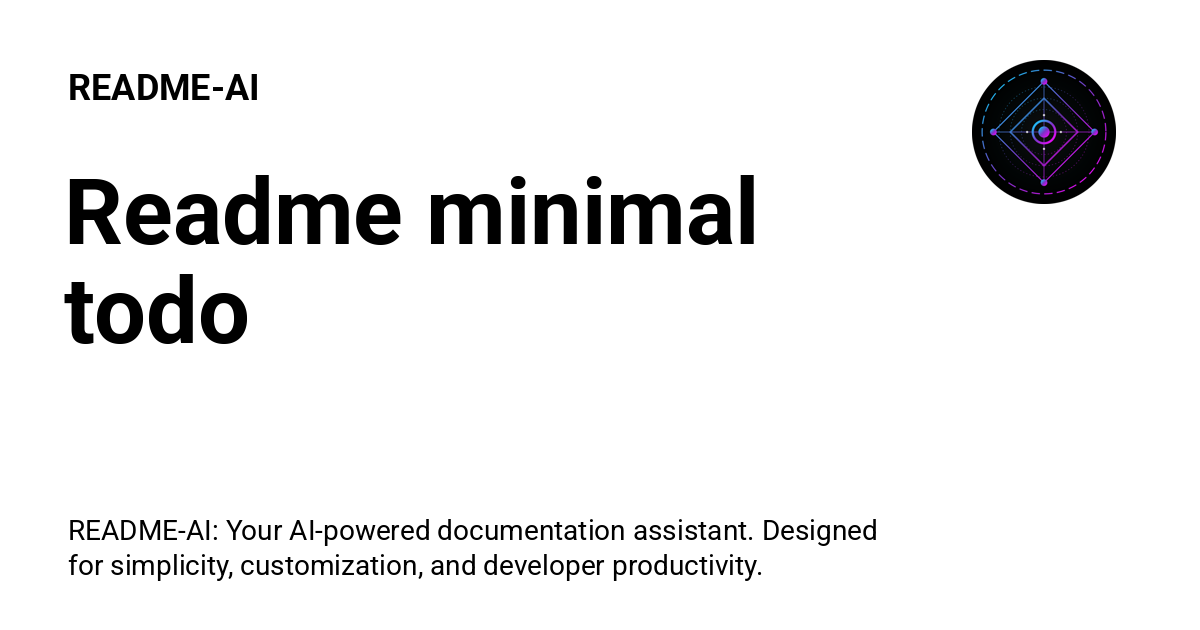 README-AI
Readme minimal
todo
README-AI: Your AI-powered documentation assistant. Designed
for simplicity, customization, and developer productivity.